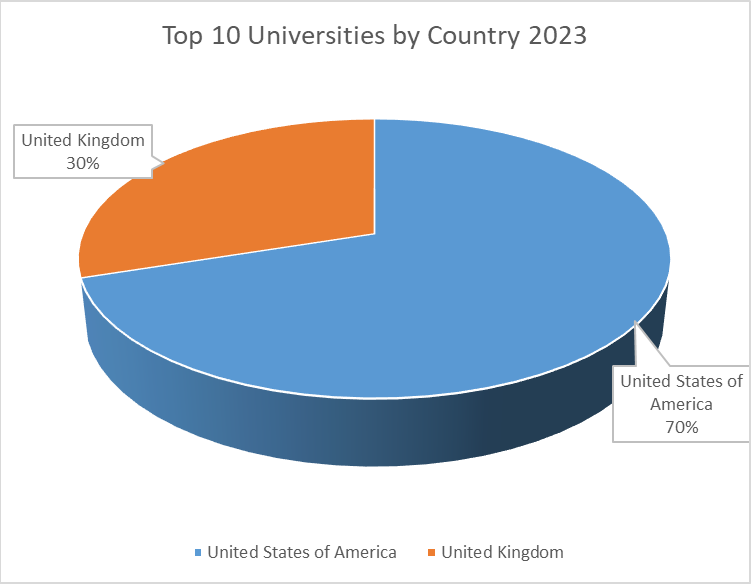 Top 10 Universities by Country 2023
United Kingdom
30%
United States of
America
70%
United States of America
United Kingdom